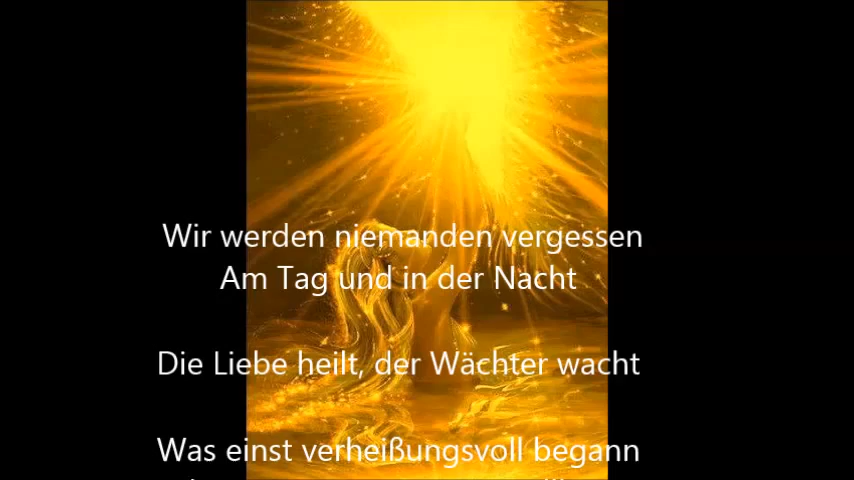 Wir werden niemanden vergessen
Am Tag und in der Nacht
Die Liebe heilt, der Wächter wacht
Was einst verheißungsvoll begann